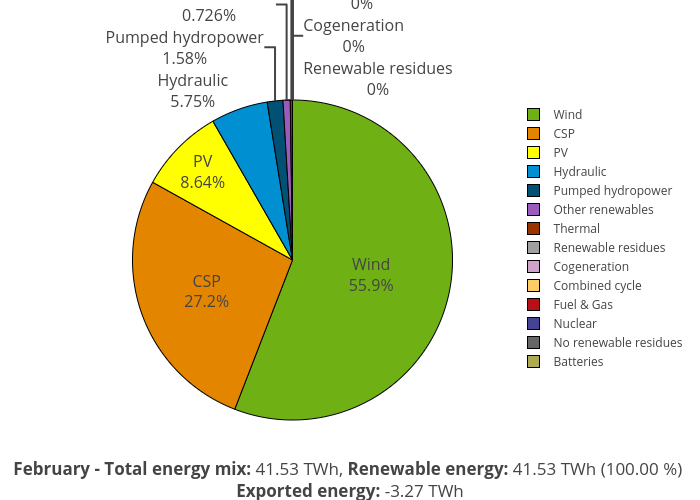 0%
0.726%
Cogeneration
Pumped hydropower
0%
1.58%
Renewable residues
Hydraulic
0%
5.75%
PV
8.64%
Wind
55.9%
CSP
27.2%
Wind
CSP
PV
Hydraulic
Pumped hydropower
Other renewables
Thermal
Renewable residues
Cogeneration
Combined cycle
Fuel & Gas
Nuclear
No renewable residues
Batteries
February - Total energy mix: 41.53 TWh, Renewable energy: 41.53 TWh (100.00 %)
Exported energy: -3.27 TWh